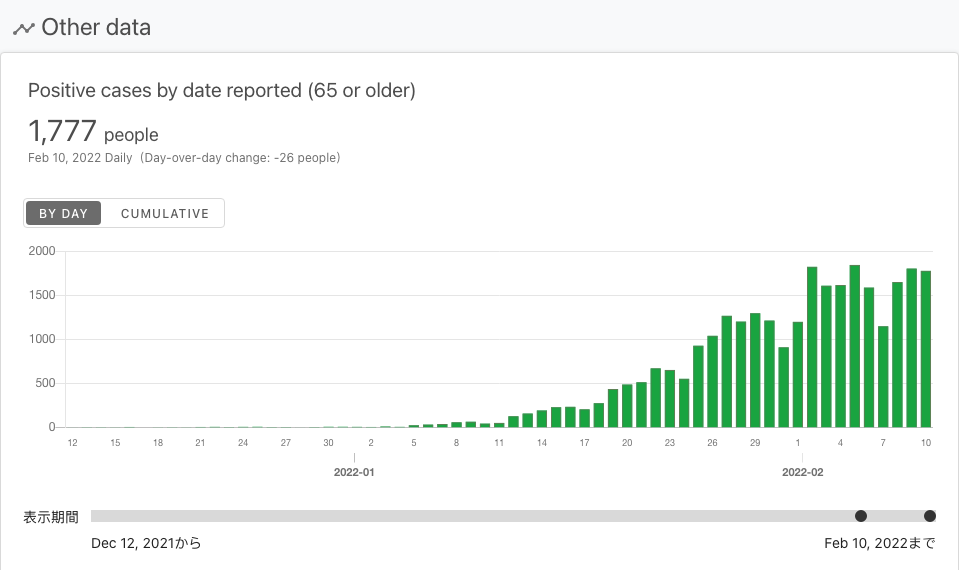 Other data
Positive cases by date reported (65 or older)
1,777 people
Feb 10, 2022 Daily (Day-over-day change: -26 people)
BY DAY CUMULATIVE
2000
1500
1000
500
0
12 15 18 21 24 27 30 2 5 8 11 14 17 20 23 26 29 1 4 7 10
2022-01 2022-02
表示期間
Dec 12, 2021から Feb 10, 2022まで